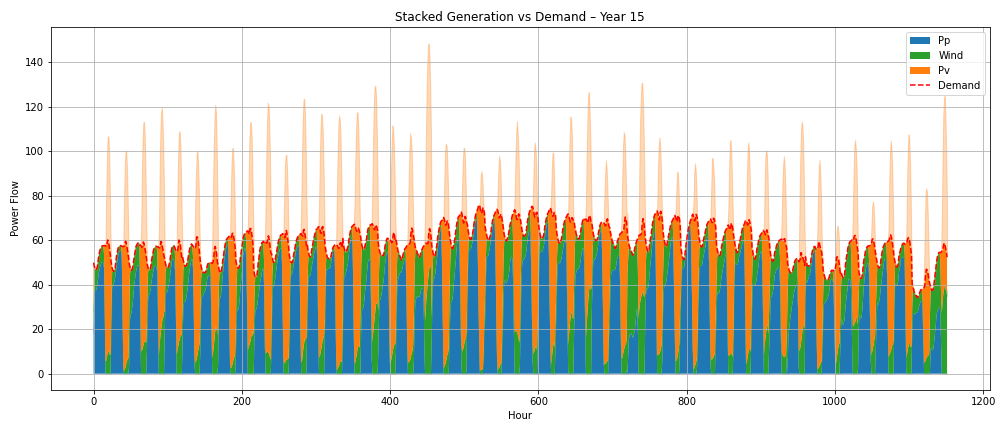 Stacked Generation vs Demand – Year 15
Power Flow
140
120
100
80
60
40
20
0
Pp
Wind
Pv
Demand
0 200 400 600 800 1000 1200
Hour